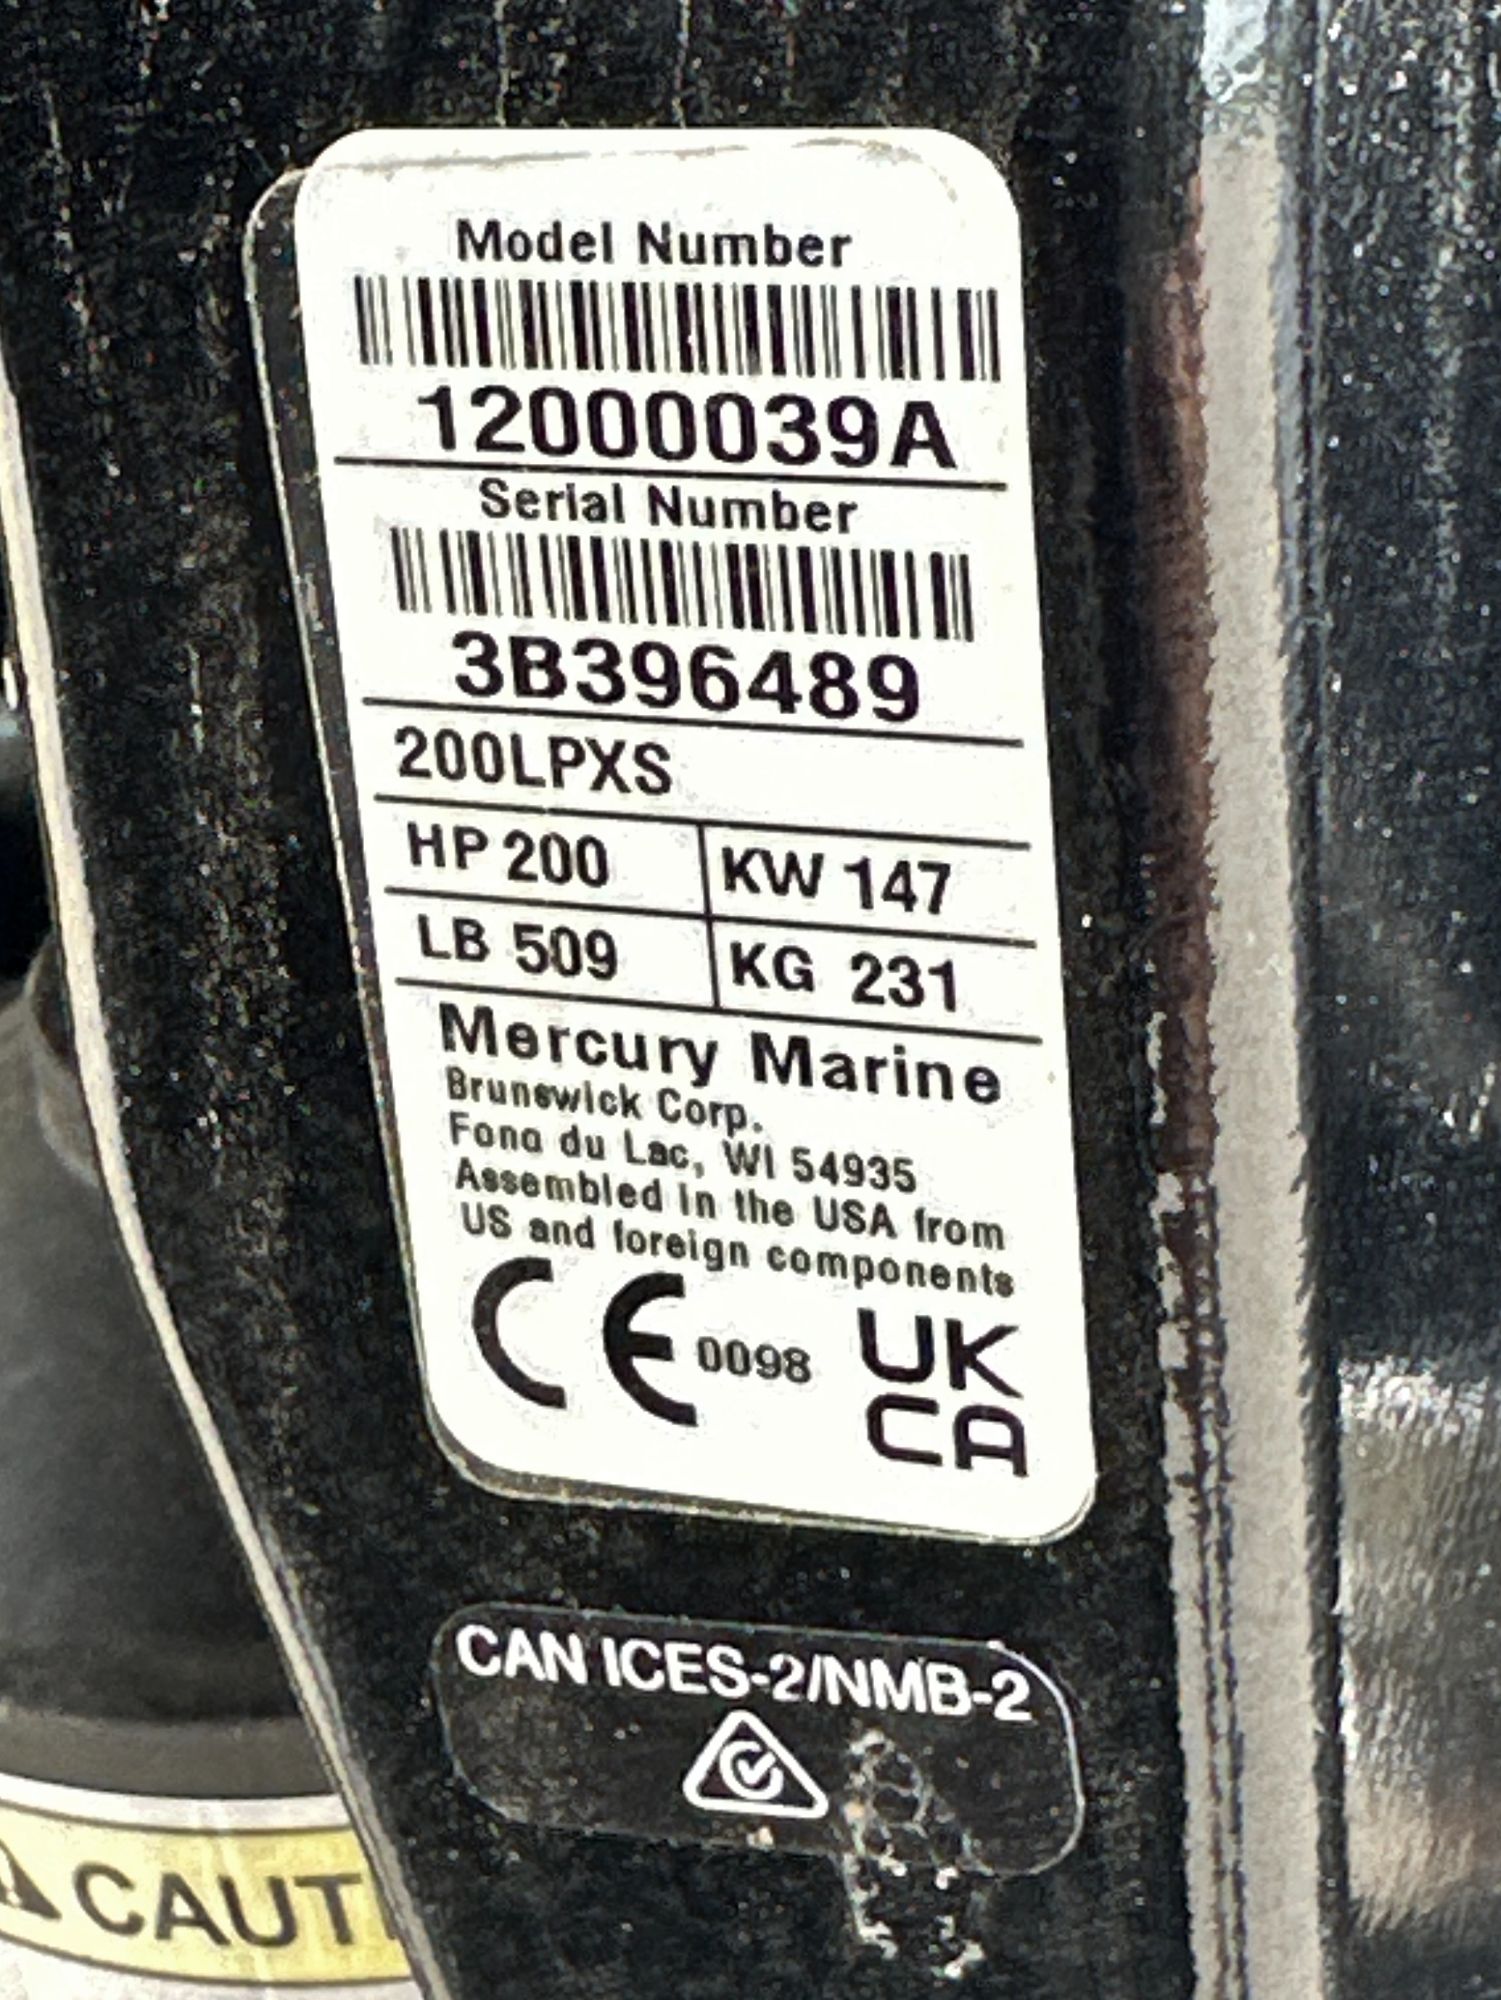 Model Number
12000039A
Serial Number
3B396489
200LPXS
HP 200 KW 147
LB 509 KG 231
Mercury Marine
Brunswick Corp.
Fond du Lac, WI 54935
Assembled in the USA from
US and foreign components
CE 0098 UK
CA
CAN ICES-2/NMB-2
CAUT